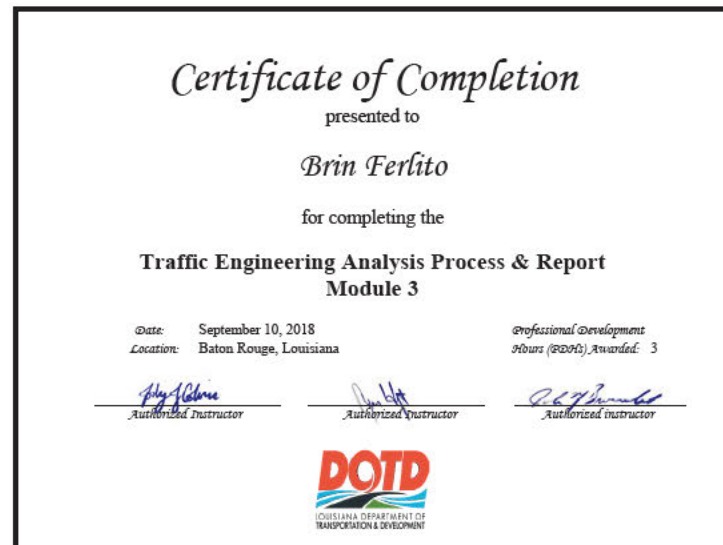 Certificate of Completion
presented to
Brin Ferlito
for completing the
Traffic Engineering Analysis Process & Report
Module 3
Date: September 10, 2018
Location: Baton Rouge, Louisiana
Professional Development
Hours (PDHs) Awarded: 3
Authorized Instructor
Authorized Instructor
Authorized instructor
DOTD
LOUISIANA DEPARTMENT OF
TRANSPORTATION & DEVELOPMENT